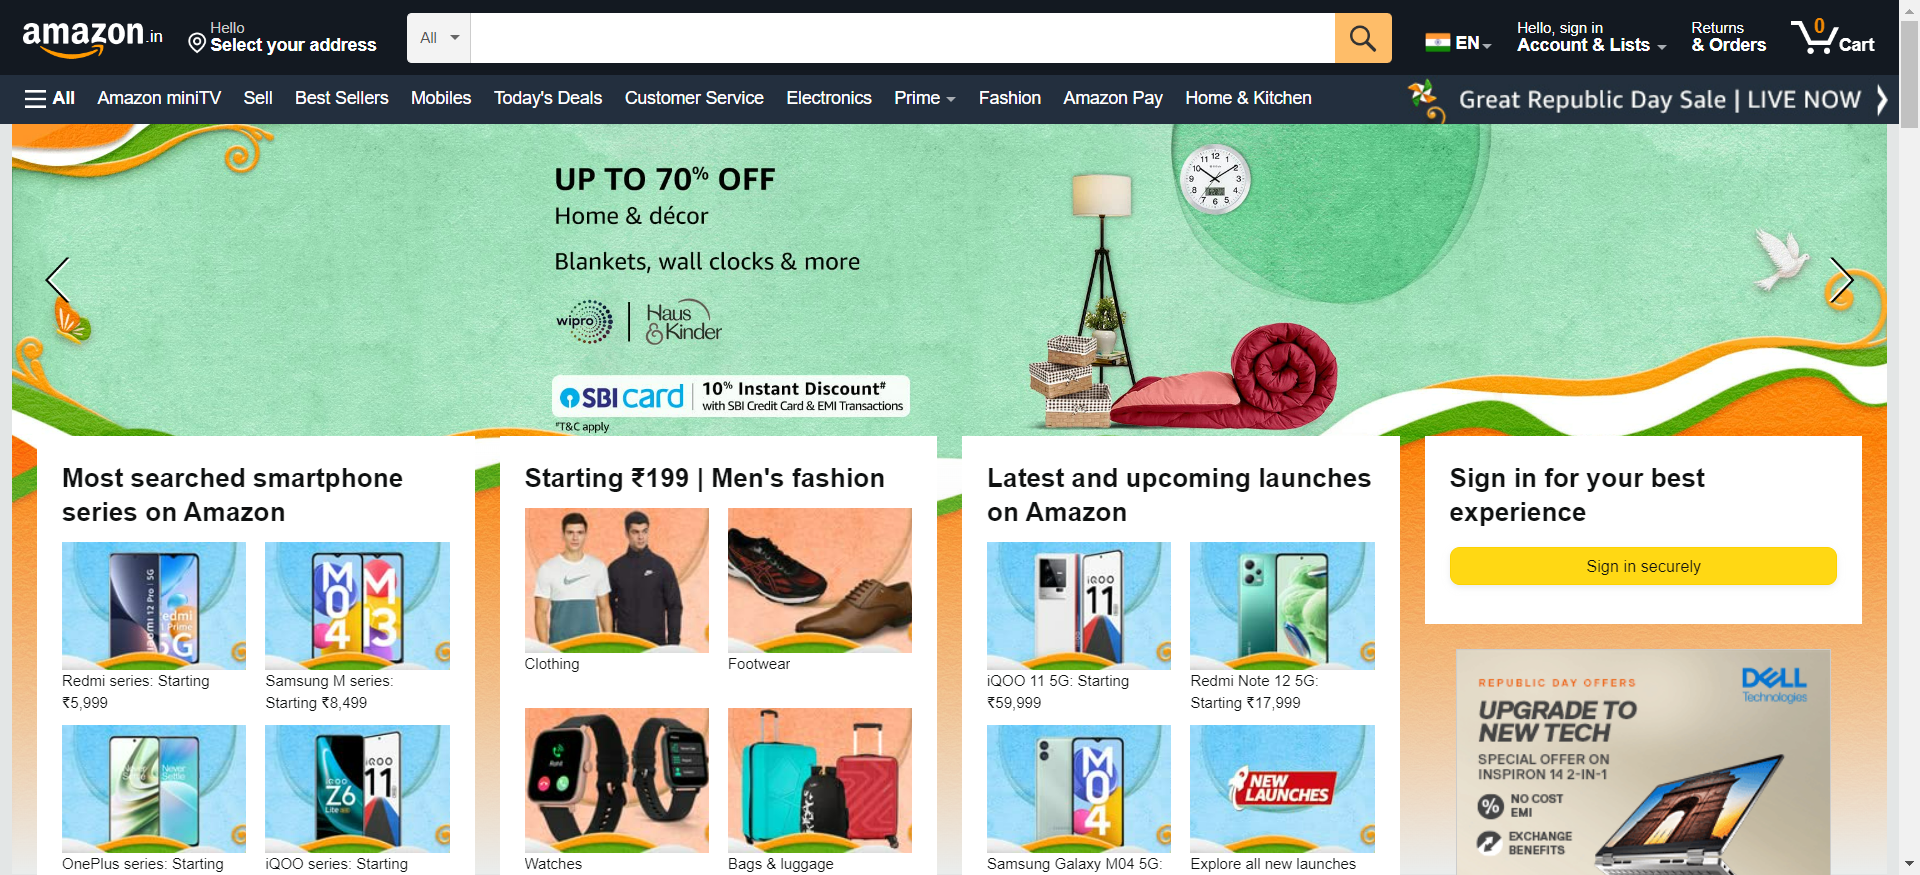 amazon.in
Hello
Select your address
All
EN
Hello, sign in
Account & Lists
Returns
& Orders
0
Cart
All
Amazon miniTV
Sell
Best Sellers
Mobiles
Today's Deals
Customer Service
Electronics
Prime
Fashion
Amazon Pay
Home & Kitchen
Great Republic Day Sale | LIVE NOW
UP TO 70% OFF
Home & décor
Blankets, wall clocks & more
wipro
Haus
& Kinder
SBI card
10% Instant Discount#
with SBI Credit Card & EMI Transactions
#T&C apply
Most searched smartphone
series on Amazon
Redmi series: Starting
₹5,999
Samsung M series:
Starting ₹8,499
OnePlus series: Starting
iQOO series: Starting
Starting ₹199 | Men's fashion
Clothing
Footwear
Watches
Bags & luggage
Latest and upcoming launches
on Amazon
iQOO 11 5G: Starting
₹59,999
Redmi Note 12 5G:
Starting ₹17,999
NEW
LAUNCHES
Samsung Galaxy M04 5G:
Explore all new launches
Sign in for your best
experience
Sign in securely
REPUBLIC DAY OFFERS
DELL
Technologies
UPGRADE TO
NEW TECH
SPECIAL OFFER ON
INSPIRON 14 2-IN-1
% NO COST
EMI
EXCHANGE
BENEFITS